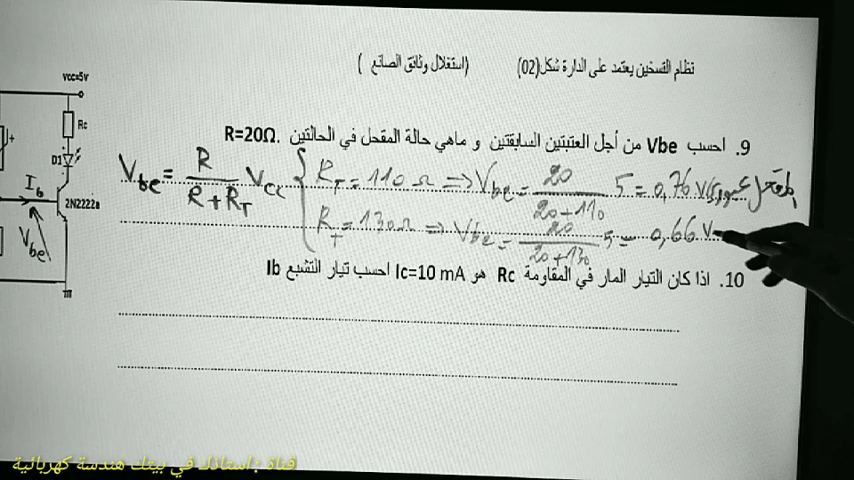 نظام التسخين يعتمد على الدارة شكل(02) (استغلال وثائق الصانع )
vcc=5v
Rc
D1
2N2222a
Ib
Vbe
9. احسب Vbe من أجل العتبتين السابقتين و ماهي حالة المقحل في الحالتين .R=20Ω
Vbe = R / (R + RT) Vcc { RT = 110 Ω => Vbe = 20 / (20 + 110) 5 = 0,76 V المقحل
RT = 130Ω => Vbe = 20 / (20 + 130) 5 = 0,66 V
10. اذا كان التيار المار في المقاومة Rc هو Ic=10 mA احسب تيار التشبع Ib
قناة : استاذك في بيتك هندسة كهربائية